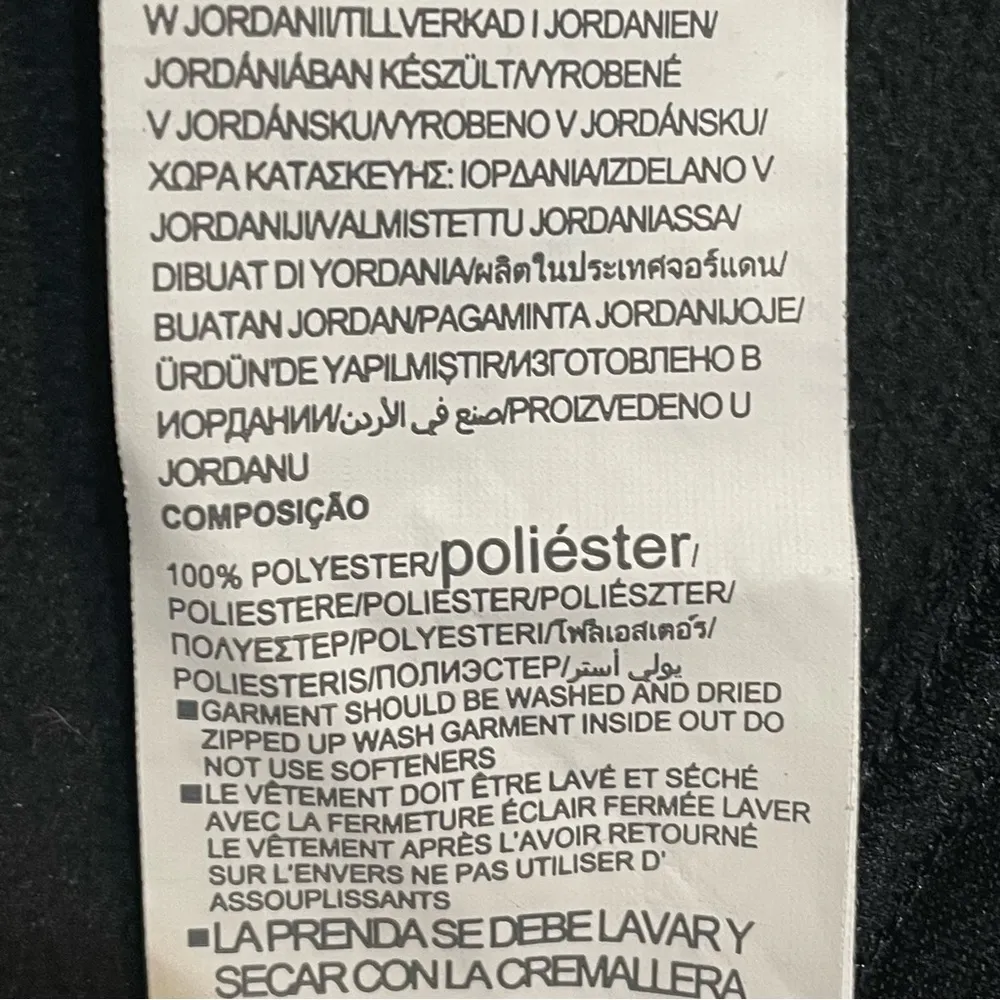 W JORDANII/TILLVERKAD I JORDANIEN/
JORDÁNIÁBAN KÉSZÜLT/VYROBENÉ
V JORDÁNSKU/VYROBENO V JORDÁNSKU/
ΧΩΡΑ ΚΑΤΑΣΚΕΥΗΣ: ΙΟΡΔΑΝΙΑ/IZDELANO V
JORDANIJI/VALMISTETTU JORDANIASSA/
DIBUAT DI YORDANIA/ผลิตในประเทศจอร์แดน/
BUATAN JORDAN/PAGAMINTA JORDANIJOJE/
ÜRDÜN'DE YAPILMIŞTIR/ИЗГОТОВЛЕНО В
ИОРДАНИИ/صنع في الأردن/PROIZVEDENO U
JORDANU
COMPOSIÇÃO
100% POLYESTER/poliéster/
POLIESTERE/POLIESTER/POLIÉSZTER/
ΠΟΛΥΕΣΤΕΡ/POLYESTERI/โพลีเอสเตอร์/
POLIESTERIS/ПОЛИЭСТЕР/يولي أستر
■GARMENT SHOULD BE WASHED AND DRIED
ZIPPED UP WASH GARMENT INSIDE OUT DO
NOT USE SOFTENERS
■LE VÊTEMENT DOIT ÊTRE LAVÉ ET SÉCHÉ
AVEC LA FERMETURE ÉCLAIR FERMÉE LAVER
LE VÊTEMENT APRÈS L'AVOIR RETOURNÉ
SUR L'ENVERS NE PAS UTILISER D'
ASSOUPLISSANTS
■LA PRENDA SE DEBE LAVAR Y
SECAR CON LA CREMALLERA